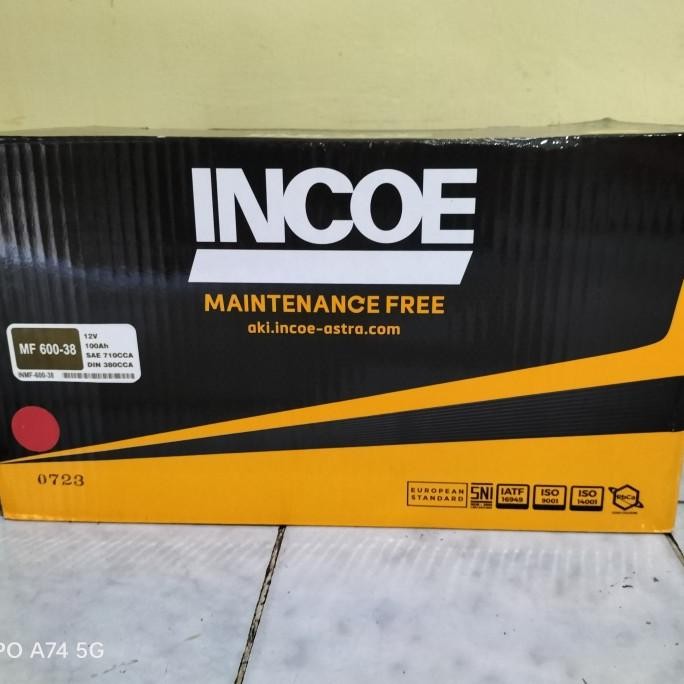 INCOE
MAINTENANCE FREE
aki.incoe-astra.com
MF 600-38
12V
100Ah
SAE 710CCA
DIN 380CCA
INMF-600-38
0723
EUROPEAN
STANDARD
SNI
IATF
16949
ISO
9001
ISO
14001
PbCa
PO A74 5G